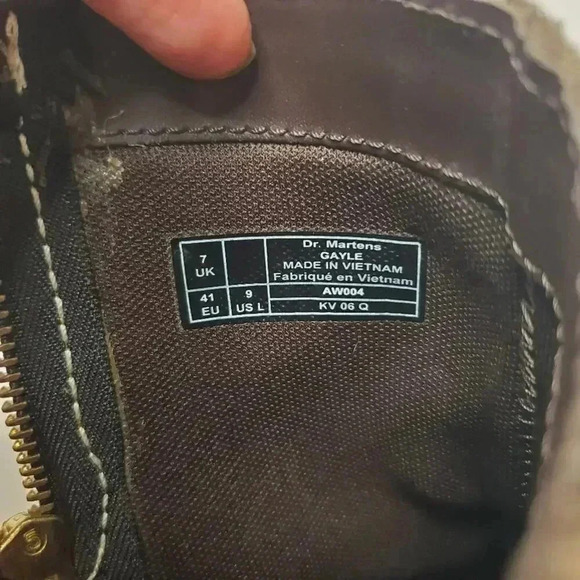 7
UK
Dr. Martens
GAYLE
MADE IN VIETNAM
Fabriqué en Vietnam
41
EU
9
US L
AW004
KV 06 Q